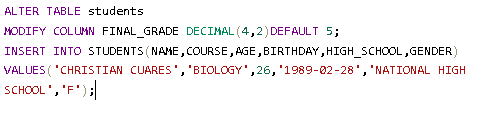 ALTER TABLE students
MODIFY COLUMN FINAL_GRADE DECIMAL(4,2)DEFAULT 5;
INSERT INTO STUDENTS(NAME,COURSE,AGE,BIRTHDAY,HIGH_SCHOOL,GENDER)
VALUES('CHRISTIAN CUARES','BIOLOGY',26,'1989-02-28','NATIONAL HIGH
SCHOOL','F');